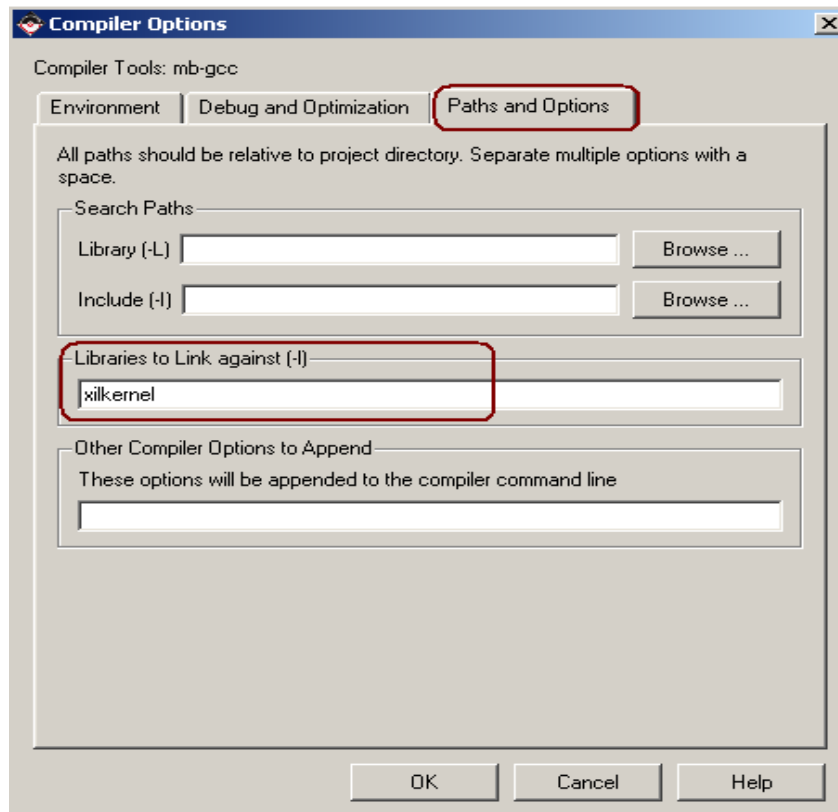 Compiler Options
Compiler Tools: mb-gcc
Environment
Debug and Optimization
Paths and Options
All paths should be relative to project directory. Separate multiple options with a
space.
Search Paths
Library (-L)
Browse ...
Include (-I)
Browse ...
Libraries to Link against (-l)
xilkernel
Other Compiler Options to Append
These options will be appended to the compiler command line
OK
Cancel
Help